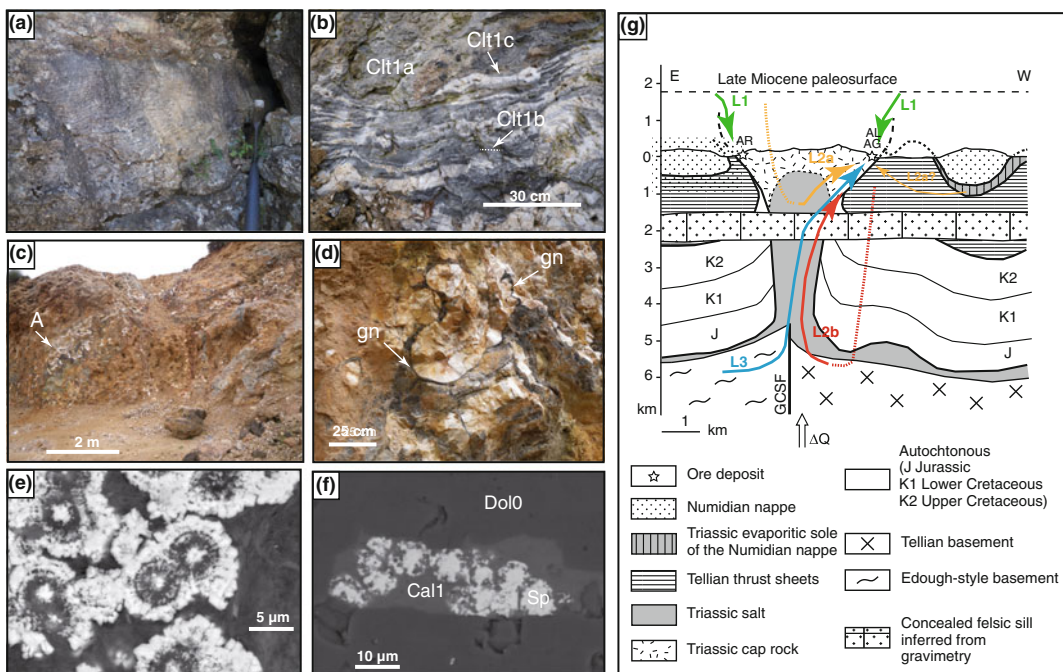 (a)
(b)
Clt1c
Clt1a
Clt1b
30 cm
(c)
A
2 m
(d)
gn
gn
25 cm
(e)
5 µm
(f)
Dol0
Cal1
Sp
10 µm
(g)
E
Late Miocene paleosurface
W
2
1
0
1
2
3
4
5
6
km
L1
L1
AR
AL
AG
L2a
K2
K2
K1
K1
J
J
L2b
L3
GCSF
ΔQ
1
km
Ore deposit
Numidian nappe
Triassic evaporitic sole
of the Numidian nappe
Tellian thrust sheets
Triassic salt
Triassic cap rock
Autochtonous
(J Jurassic
K1 Lower Cretaceous
K2 Upper Cretaceous)
Tellian basement
Edough-style basement
Concealed felsic sill
inferred from
gravimetry